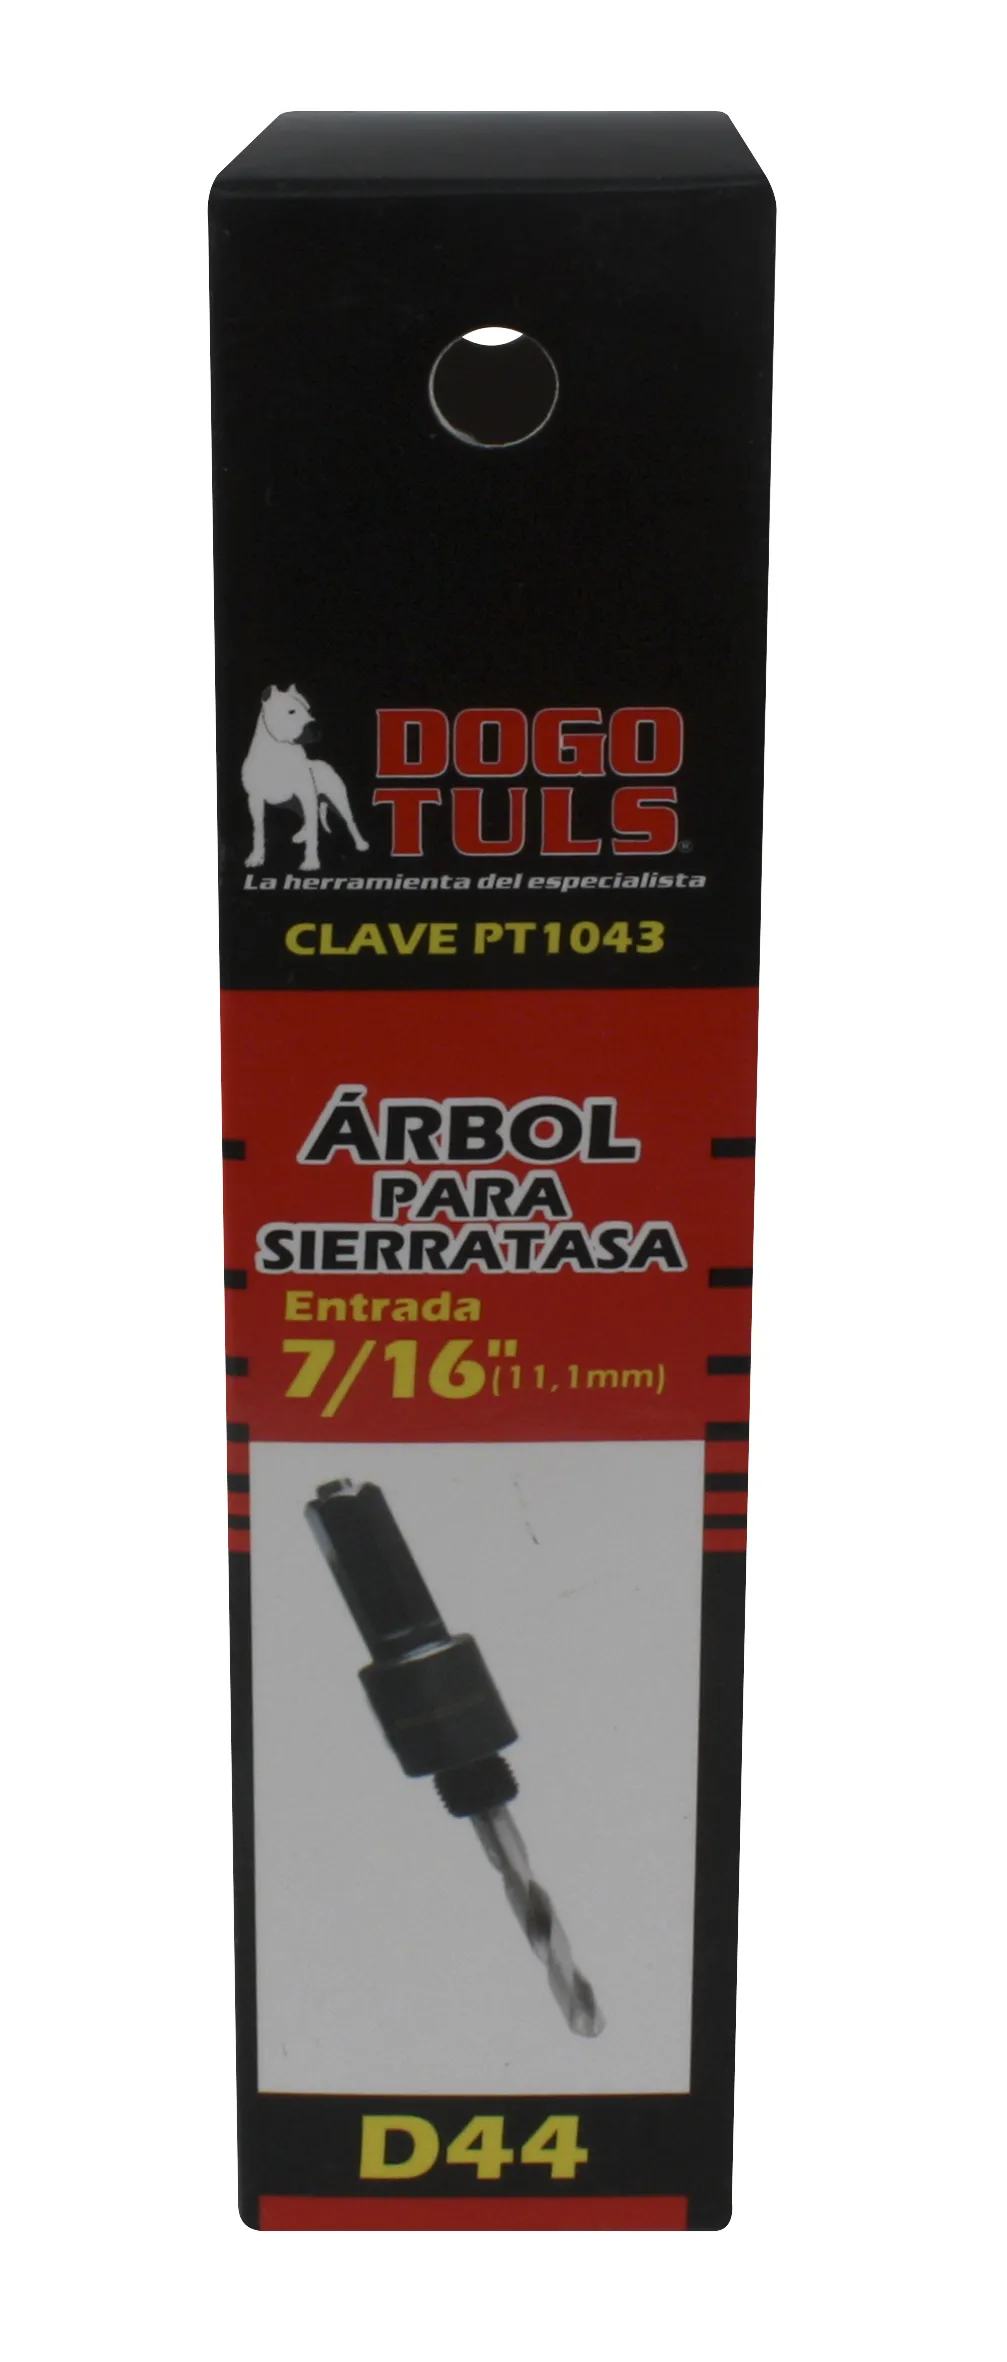 DOGO
TULS®
La herramienta del especialista
CLAVE PT1043
ÁRBOL
PARA
SIERRATASA
Entrada
7/16" (11,1mm)
D44